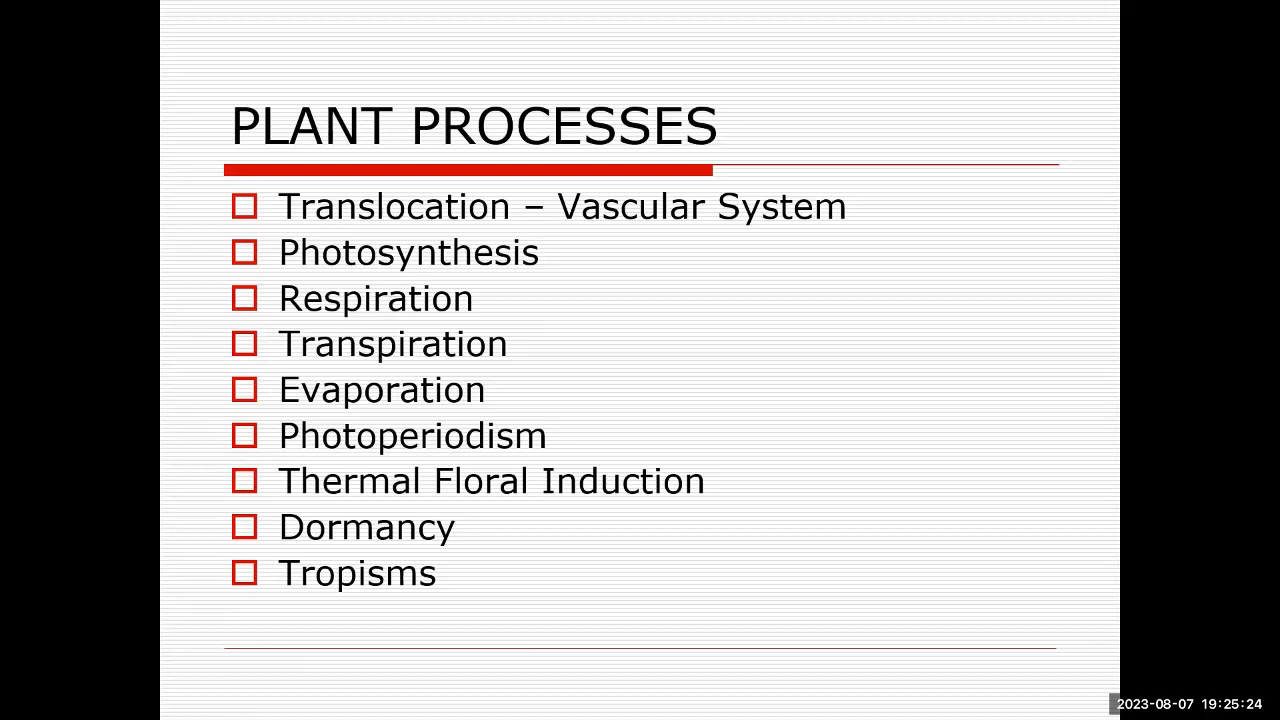 PLANT PROCESSES
Translocation – Vascular System
Photosynthesis
Respiration
Transpiration
Evaporation
Photoperiodism
Thermal Floral Induction
Dormancy
Tropisms
2023-08-07 19:25:24